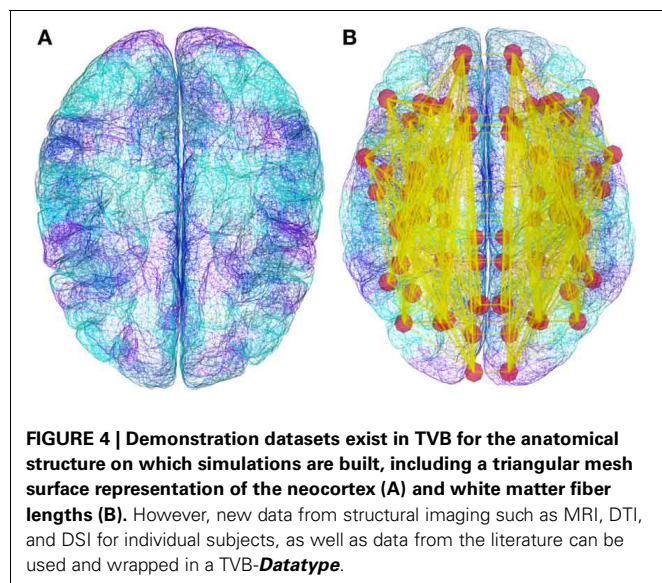 A
B
FIGURE 4 | Demonstration datasets exist in TVB for the anatomical
structure on which simulations are built, including a triangular mesh
surface representation of the neocortex (A) and white matter fiber
lengths (B). However, new data from structural imaging such as MRI, DTI,
and DSI for individual subjects, as well as data from the literature can be
used and wrapped in a TVB-Datatype.